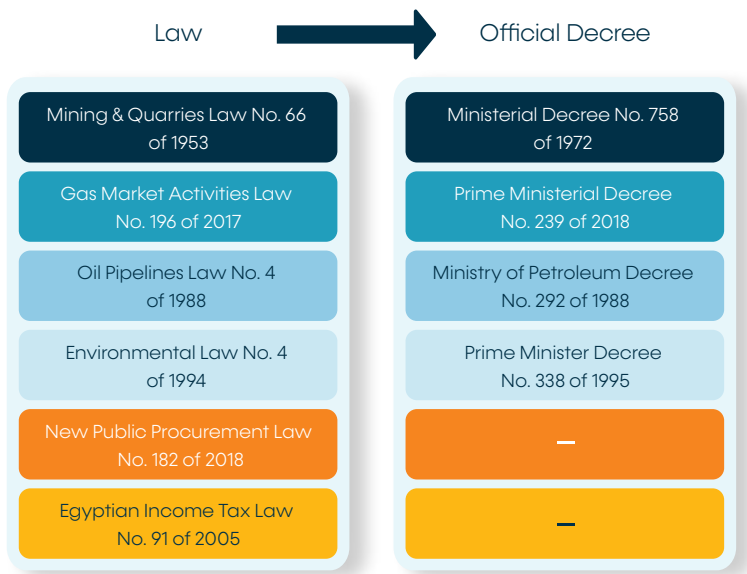 Law
Official Decree
Mining & Quarries Law No. 66
of 1953
Ministerial Decree No. 758
of 1972
Gas Market Activities Law
No. 196 of 2017
Prime Ministerial Decree
No. 239 of 2018
Oil Pipelines Law No. 4
of 1988
Ministry of Petroleum Decree
No. 292 of 1988
Environmental Law No. 4
of 1994
Prime Minister Decree
No. 338 of 1995
New Public Procurement Law
No. 182 of 2018
–
Egyptian Income Tax Law
No. 91 of 2005
–